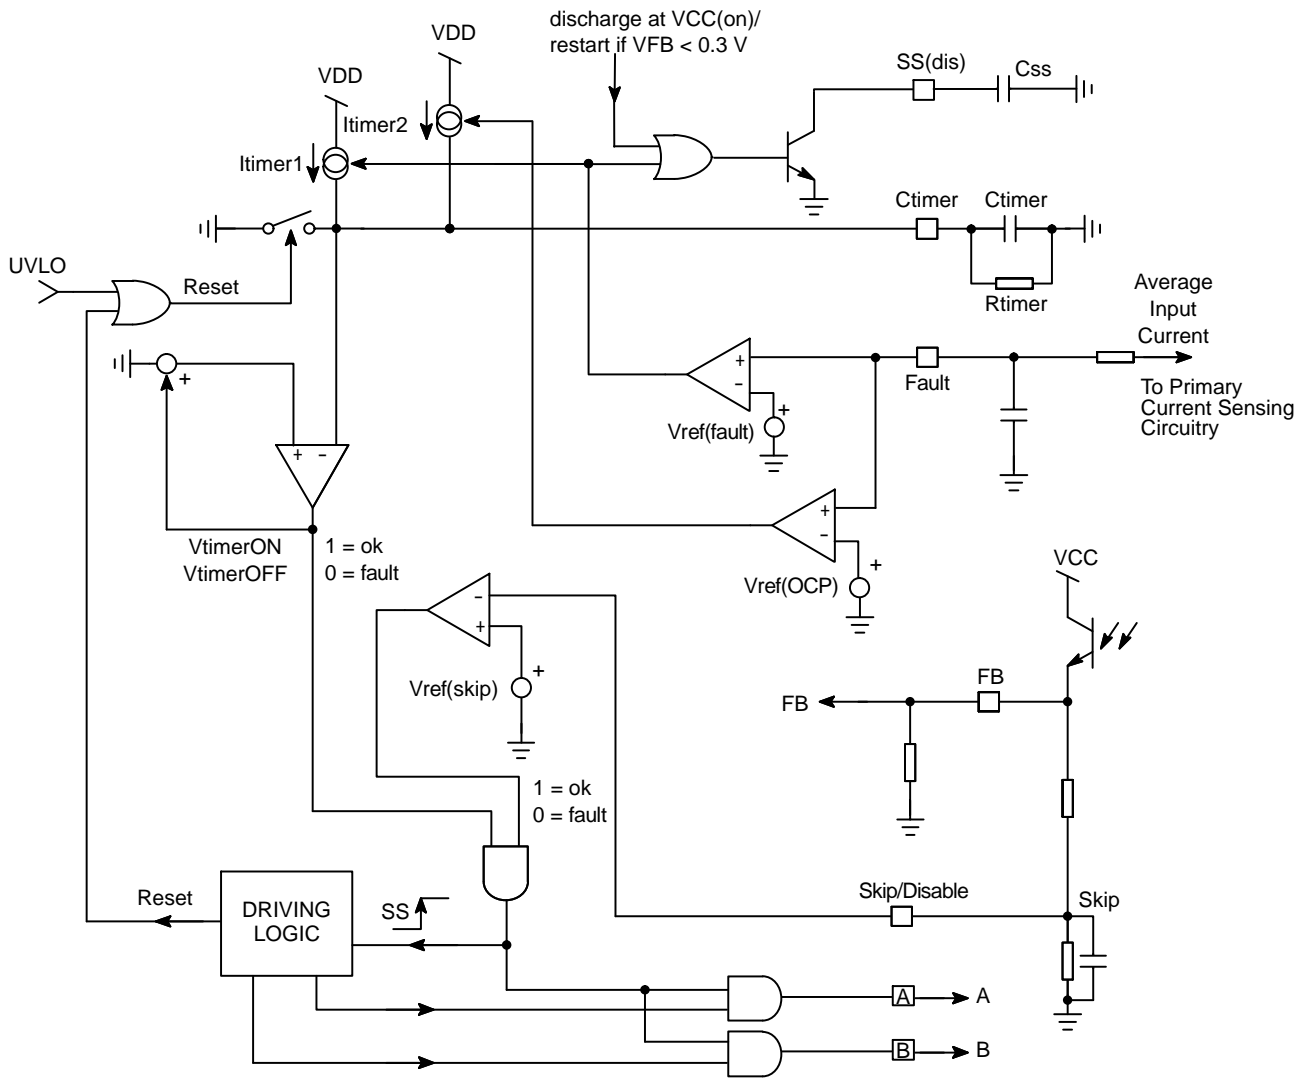 discharge at VCC(on)/
restart if VFB < 0.3 V
VDD
VDD
SS(dis)
Css
Itimer2
Itimer1
Ctimer
Ctimer
UVLO
Reset
Rtimer
Average
Input
Current
+
+
−
Fault
To Primary
Current Sensing
Circuitry
+
Vref(fault)
+ −
+
−
VtimerON
VtimerOFF
1 = ok
0 = fault
+
Vref(OCP)
VCC
−
+
+
Vref(skip)
FB
FB
1 = ok
0 = fault
Reset
DRIVING
LOGIC
SS
Skip/Disable
Skip
A
A
B
B